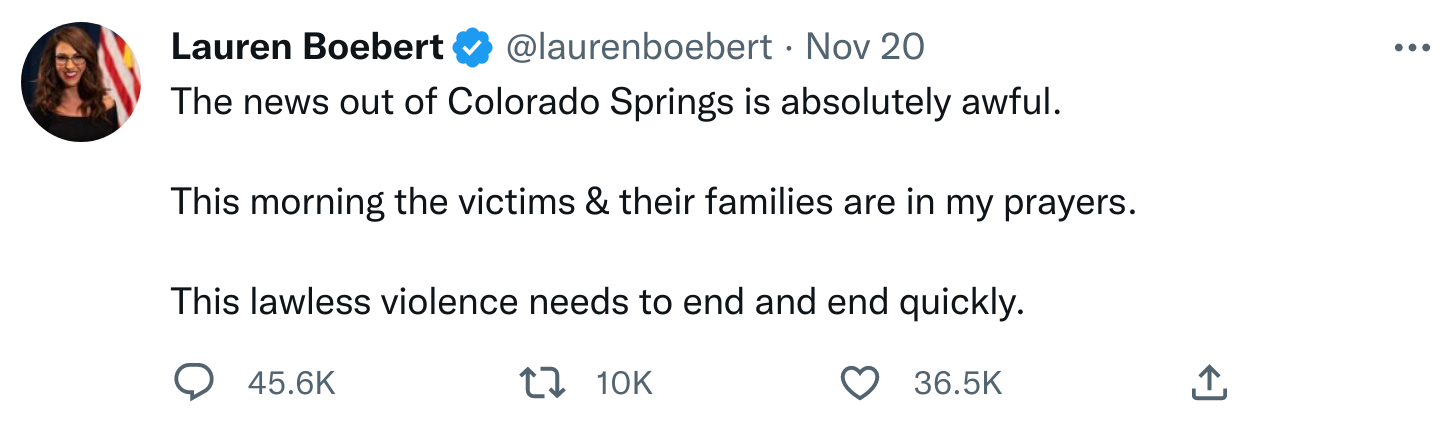 Lauren Boebert @laurenboebert · Nov 20
The news out of Colorado Springs is absolutely awful.
This morning the victims & their families are in my prayers.
This lawless violence needs to end and end quickly.
45.6K 10K 36.5K